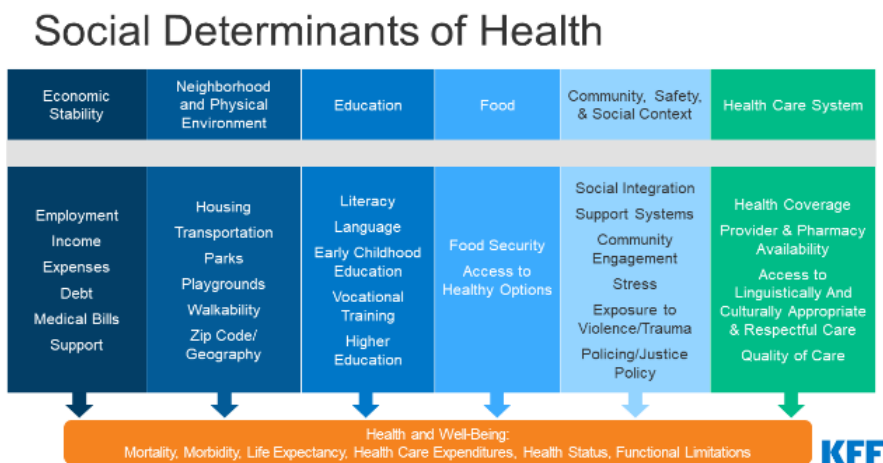 Social Determinants of Health
Economic
Stability
Neighborhood
and Physical
Environment
Education
Food
Community, Safety,
& Social Context
Health Care System
Employment
Income
Expenses
Debt
Medical Bills
Support
Housing
Transportation
Parks
Playgrounds
Walkability
Zip Code/
Geography
Literacy
Language
Early Childhood
Education
Vocational
Training
Higher
Education
Food Security
Access to
Healthy Options
Social Integration
Support Systems
Community
Engagement
Stress
Exposure to
Violence/Trauma
Policing/Justice
Policy
Health Coverage
Provider & Pharmacy
Availability
Access to
Linguistically And
Culturally Appropriate
& Respectful Care
Quality of Care
Health and Well-Being:
Mortality, Morbidity, Life Expectancy, Health Care Expenditures, Health Status, Functional Limitations
KFF